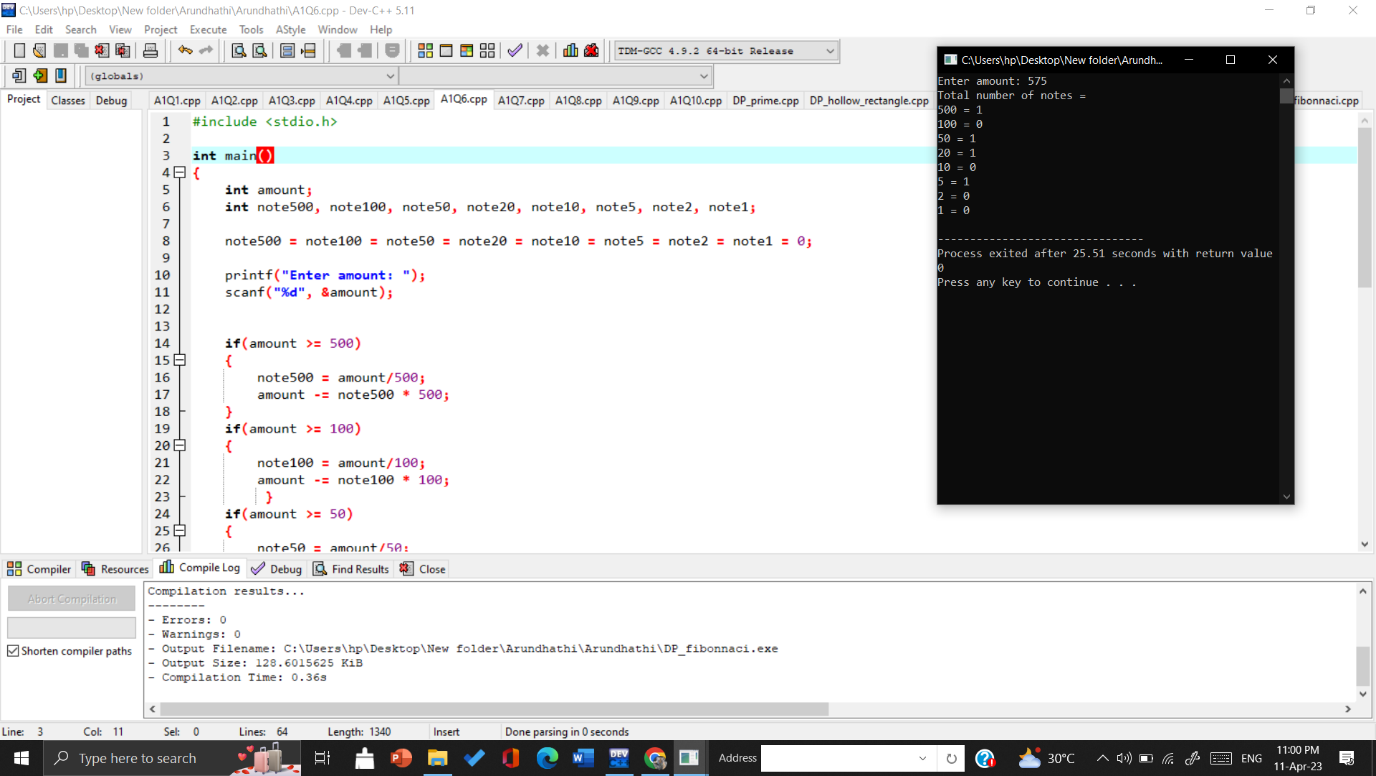 C:\Users\hp\Desktop\New folder\Arundhathi\Arundhathi\A1Q6.cpp - Dev-C++ 5.11
File Edit Search View Project Execute Tools AStyle Window Help
TDM-GCC 4.9.2 64-bit Release
(globals)
Project Classes Debug
A1Q1.cpp A1Q2.cpp A1Q3.cpp A1Q4.cpp A1Q5.cpp A1Q6.cpp A1Q7.cpp A1Q8.cpp A1Q9.cpp A1Q10.cpp DP_prime.cpp DP_hollow_rectangle.cpp fibonnaci.cpp
1 #include <stdio.h>
2
3 int main()
4 {
5 int amount;
6 int note500, note100, note50, note20, note10, note5, note2, note1;
7
8 note500 = note100 = note50 = note20 = note10 = note5 = note2 = note1 = 0;
9
10 printf("Enter amount: ");
11 scanf("%d", &amount);
12
13
14 if(amount >= 500)
15 {
16 note500 = amount/500;
17 amount -= note500 * 500;
18 }
19 if(amount >= 100)
20 {
21 note100 = amount/100;
22 amount -= note100 * 100;
23 }
24 if(amount >= 50)
25 {
26 note50 = amount/50;
C:\Users\hp\Desktop\New folder\Arundh...
Enter amount: 575
Total number of notes =
500 = 1
100 = 0
50 = 1
20 = 1
10 = 0
5 = 1
2 = 0
1 = 0
--------------------------------
Process exited after 25.51 seconds with return value
0
Press any key to continue . . .
Compiler Resources Compile Log Debug Find Results Close
Abort Compilation
Shorten compiler paths
Compilation results...
--------
- Errors: 0
- Warnings: 0
- Output Filename: C:\Users\hp\Desktop\New folder\Arundhathi\Arundhathi\DP_fibonnaci.exe
- Output Size: 128.6015625 KiB
- Compilation Time: 0.36s
Line: 3 Col: 11 Sel: 0 Lines: 64 Length: 1340 Insert Done parsing in 0 seconds
Type here to search
DEV
Address
30°C
ENG
11:00 PM
11-Apr-23